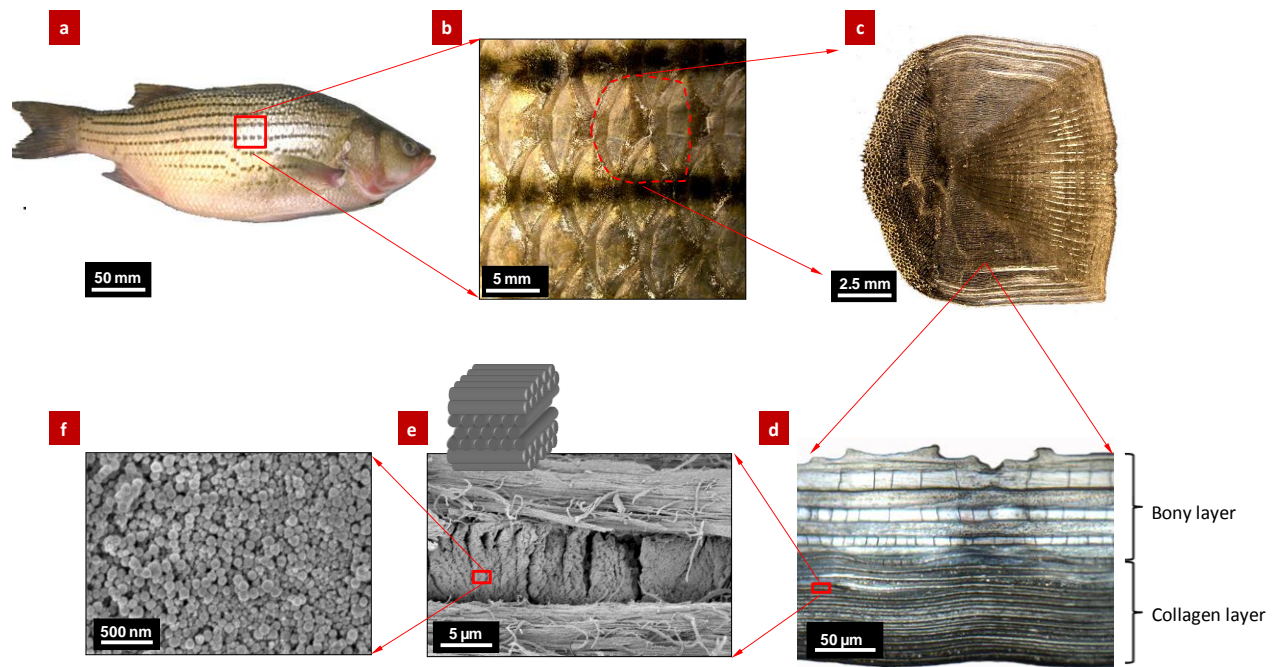 a
b
c
50 mm
5 mm
2.5 mm
f
e
d
Bony layer
Collagen layer
500 nm
5 µm
50 µm